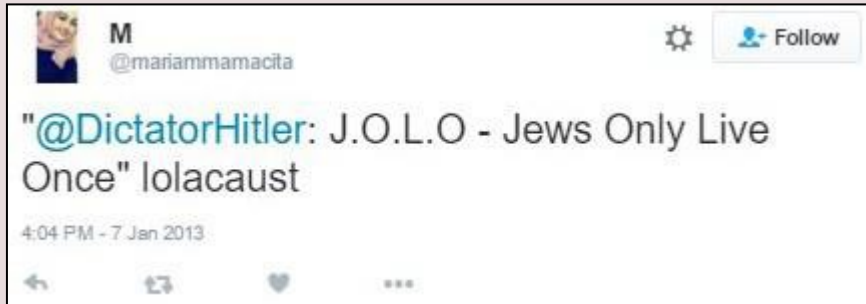 M
@mariammamacita
Follow
"@DictatorHitler: J.O.L.O - Jews Only Live
Once" lolacaust
4:04 PM - 7 Jan 2013